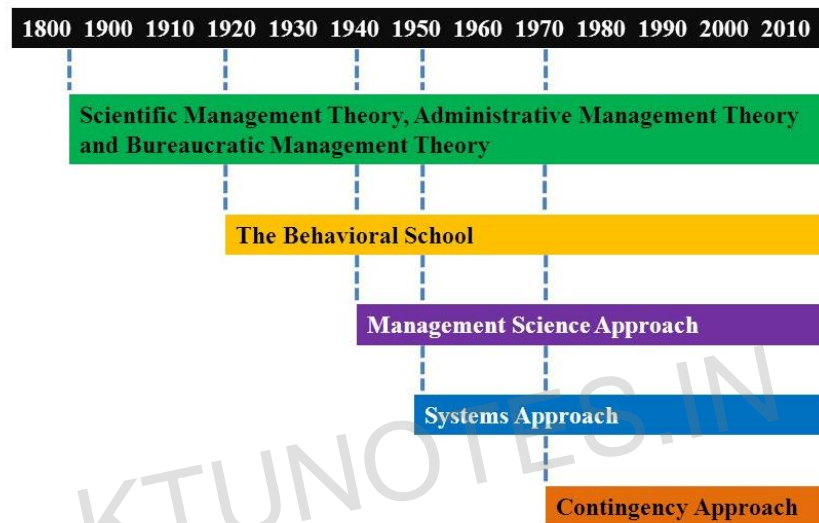 1800 1900 1910 1920 1930 1940 1950 1960 1970 1980 1990 2000 2010
Scientific Management Theory, Administrative Management Theory
and Bureaucratic Management Theory
The Behavioral School
Management Science Approach
Systems Approach
Contingency Approach
KTUNOTES.IN